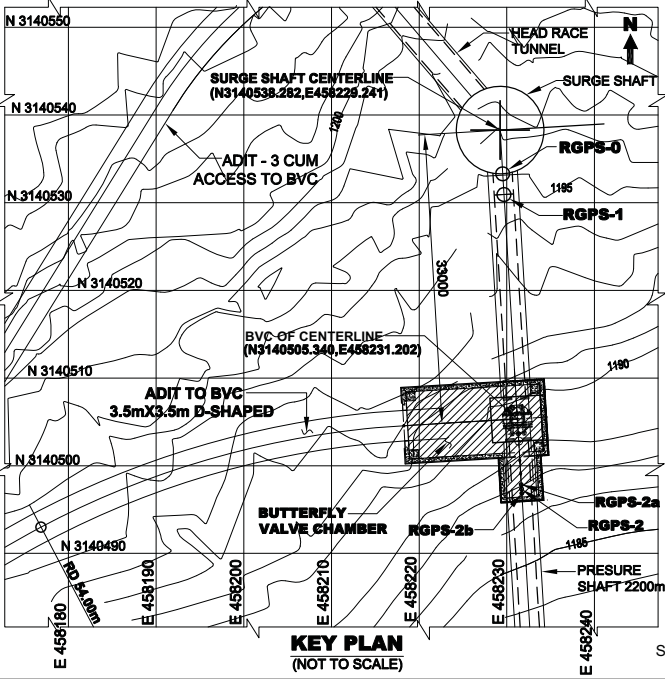 N 3140550
HEAD RACE
TUNNEL
N
SURGE SHAFT CENTERLINE
(N3140538.282,E458229.241)
SURGE SHAFT
N 3140540
1200
RGPS-0
ADIT - 3 CUM
ACCESS TO BVC
1195
N 3140530
RGPS-1
33000
N 3140520
BVC OF CENTERLINE
(N3140505.340,E458231.202)
N 3140510
1190
ADIT TO BVC
3.5mX3.5m D-SHAPED
N 3140500
BUTTERFLY
VALVE CHAMBER
RGPS-2b
RGPS-2a
RGPS-2
N 3140490
1185
RD 54.00m
PRESURE
SHAFT 2200m
E 458180
E 458190
E 458200
E 458210
E 458220
E 458230
E 458240
KEY PLAN
(NOT TO SCALE)
S